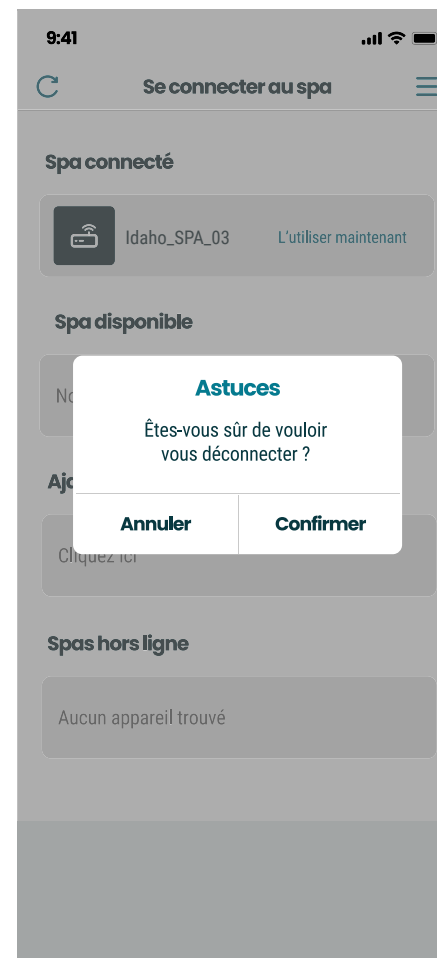 9:41
Se connecter au spa
Spa connecté
Idaho_SPA_03 L'utiliser maintenant
Spa disponible
Astuces
Êtes-vous sûr de vouloir
vous déconnecter ?
Annuler Confirmer
Cliquez ici
Spas hors ligne
Aucun appareil trouvé